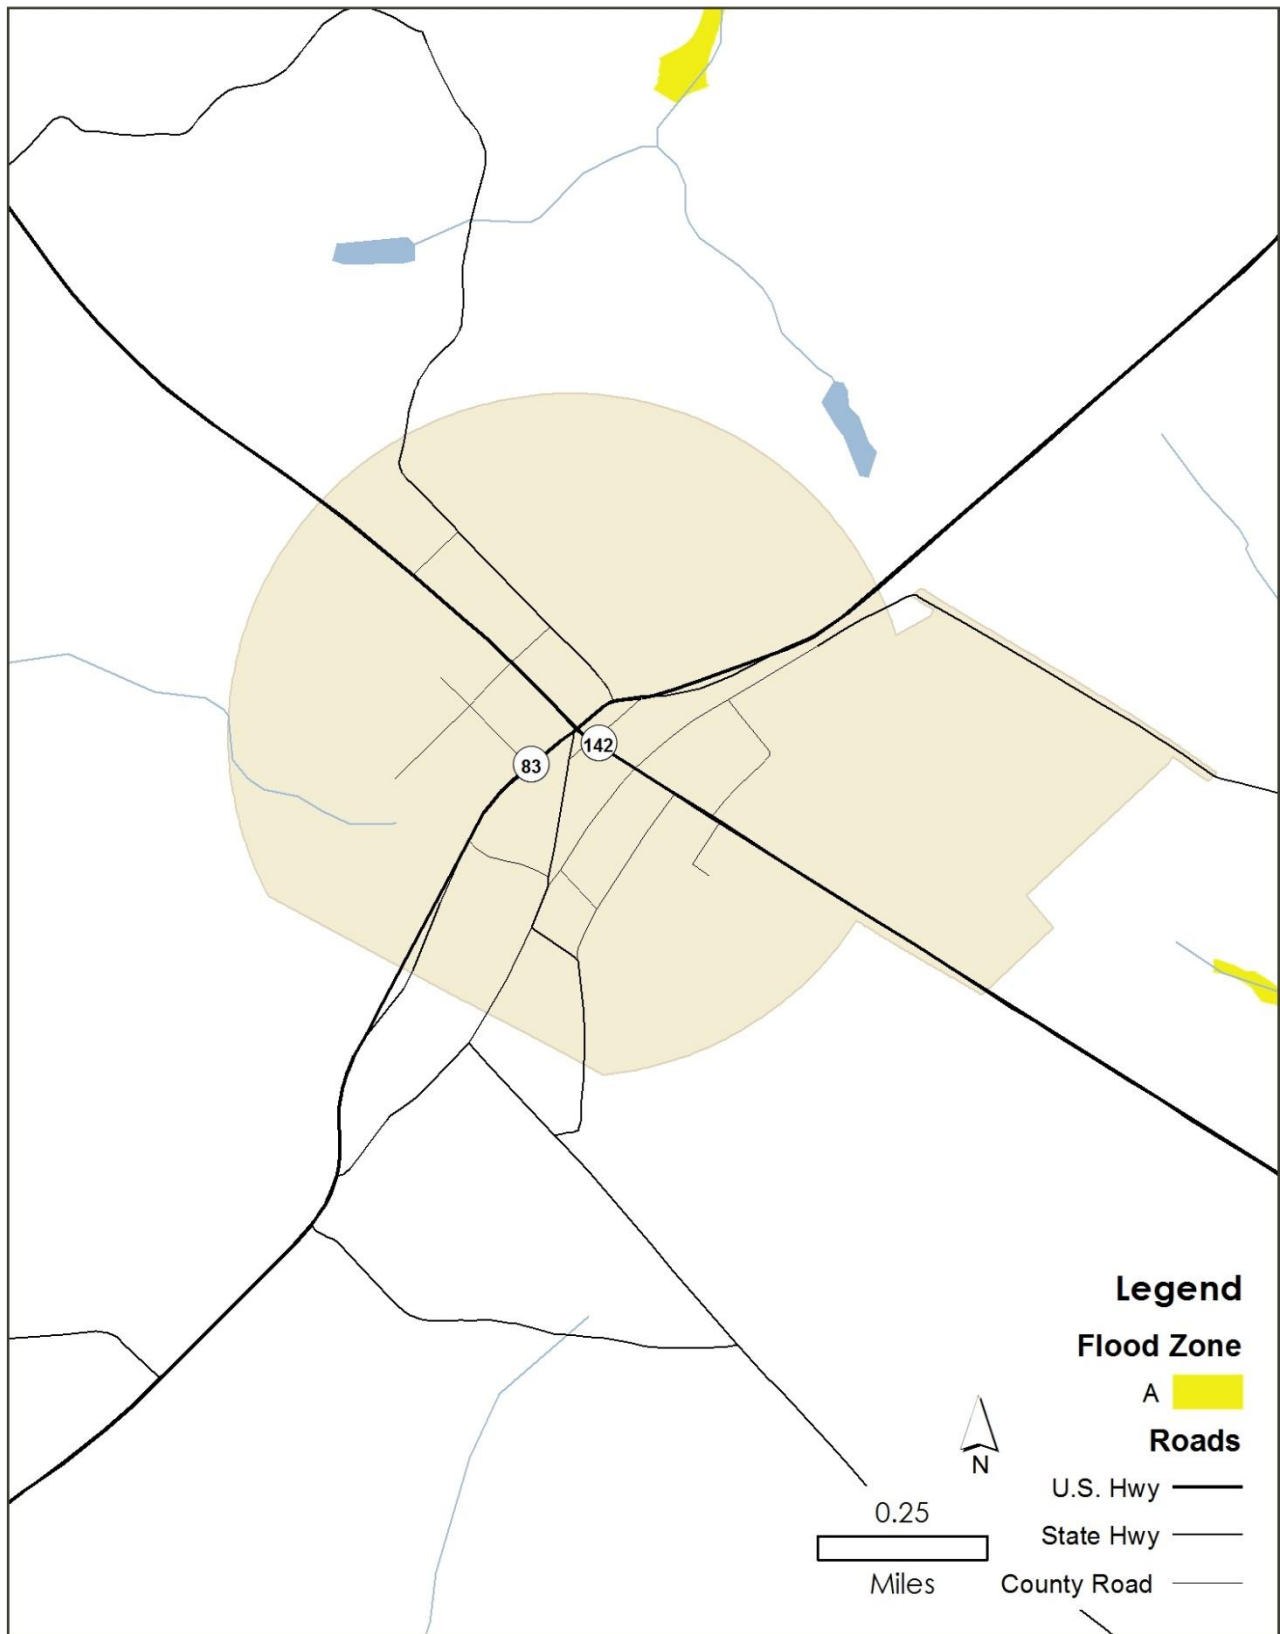 142
83
Legend
Flood Zone
A
Roads
N
U.S. Hwy
0.25
State Hwy
Miles
County Road